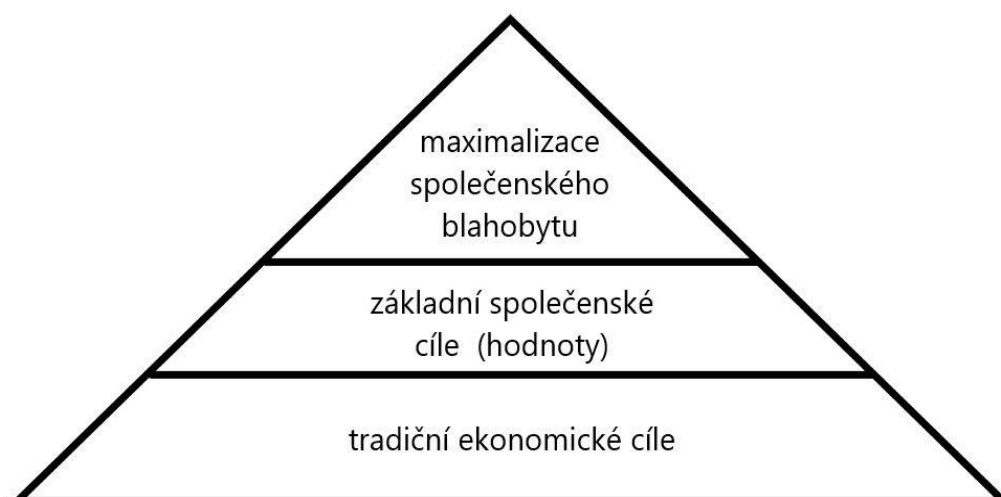 maximalizace
společenského
blahobytu
základní společenské
cíle (hodnoty)
tradiční ekonomické cíle